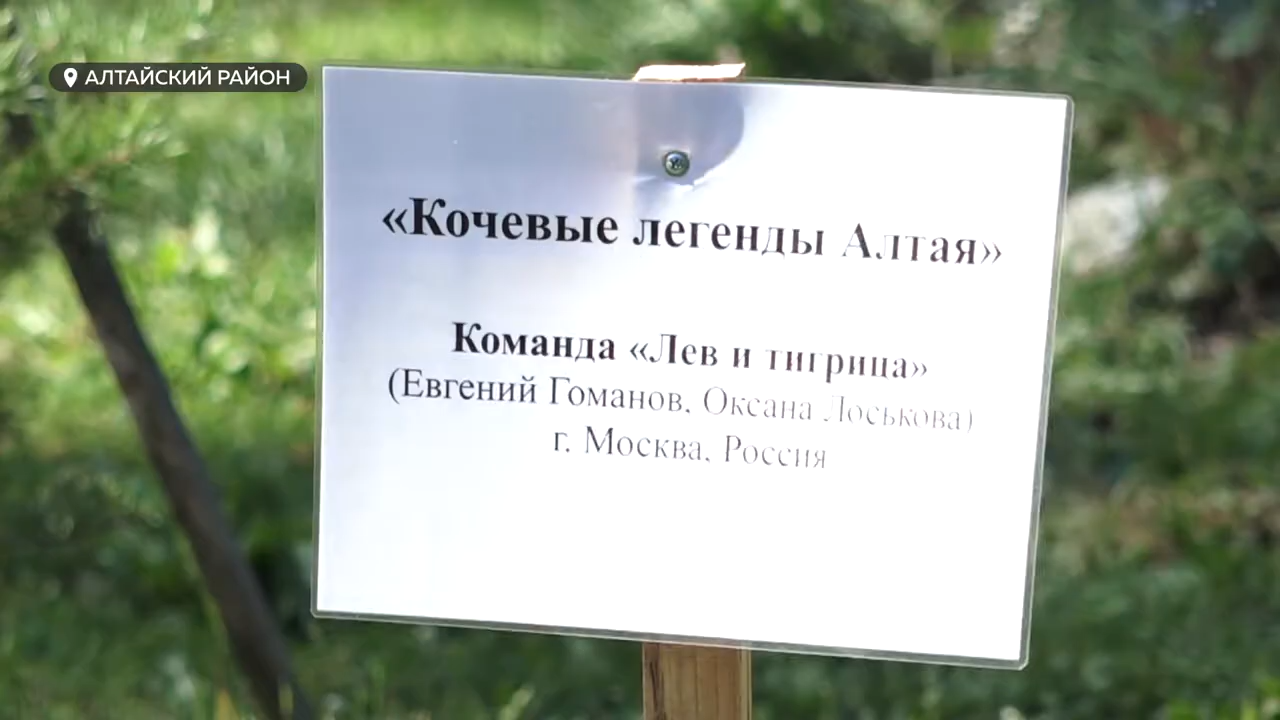 АЛТАЙСКИЙ РАЙОН
«Кочевые легенды Алтая»
Команда «Лев и тигрица»
(Евгений Гоманов, Оксана Лоськова)
г. Москва, Россия